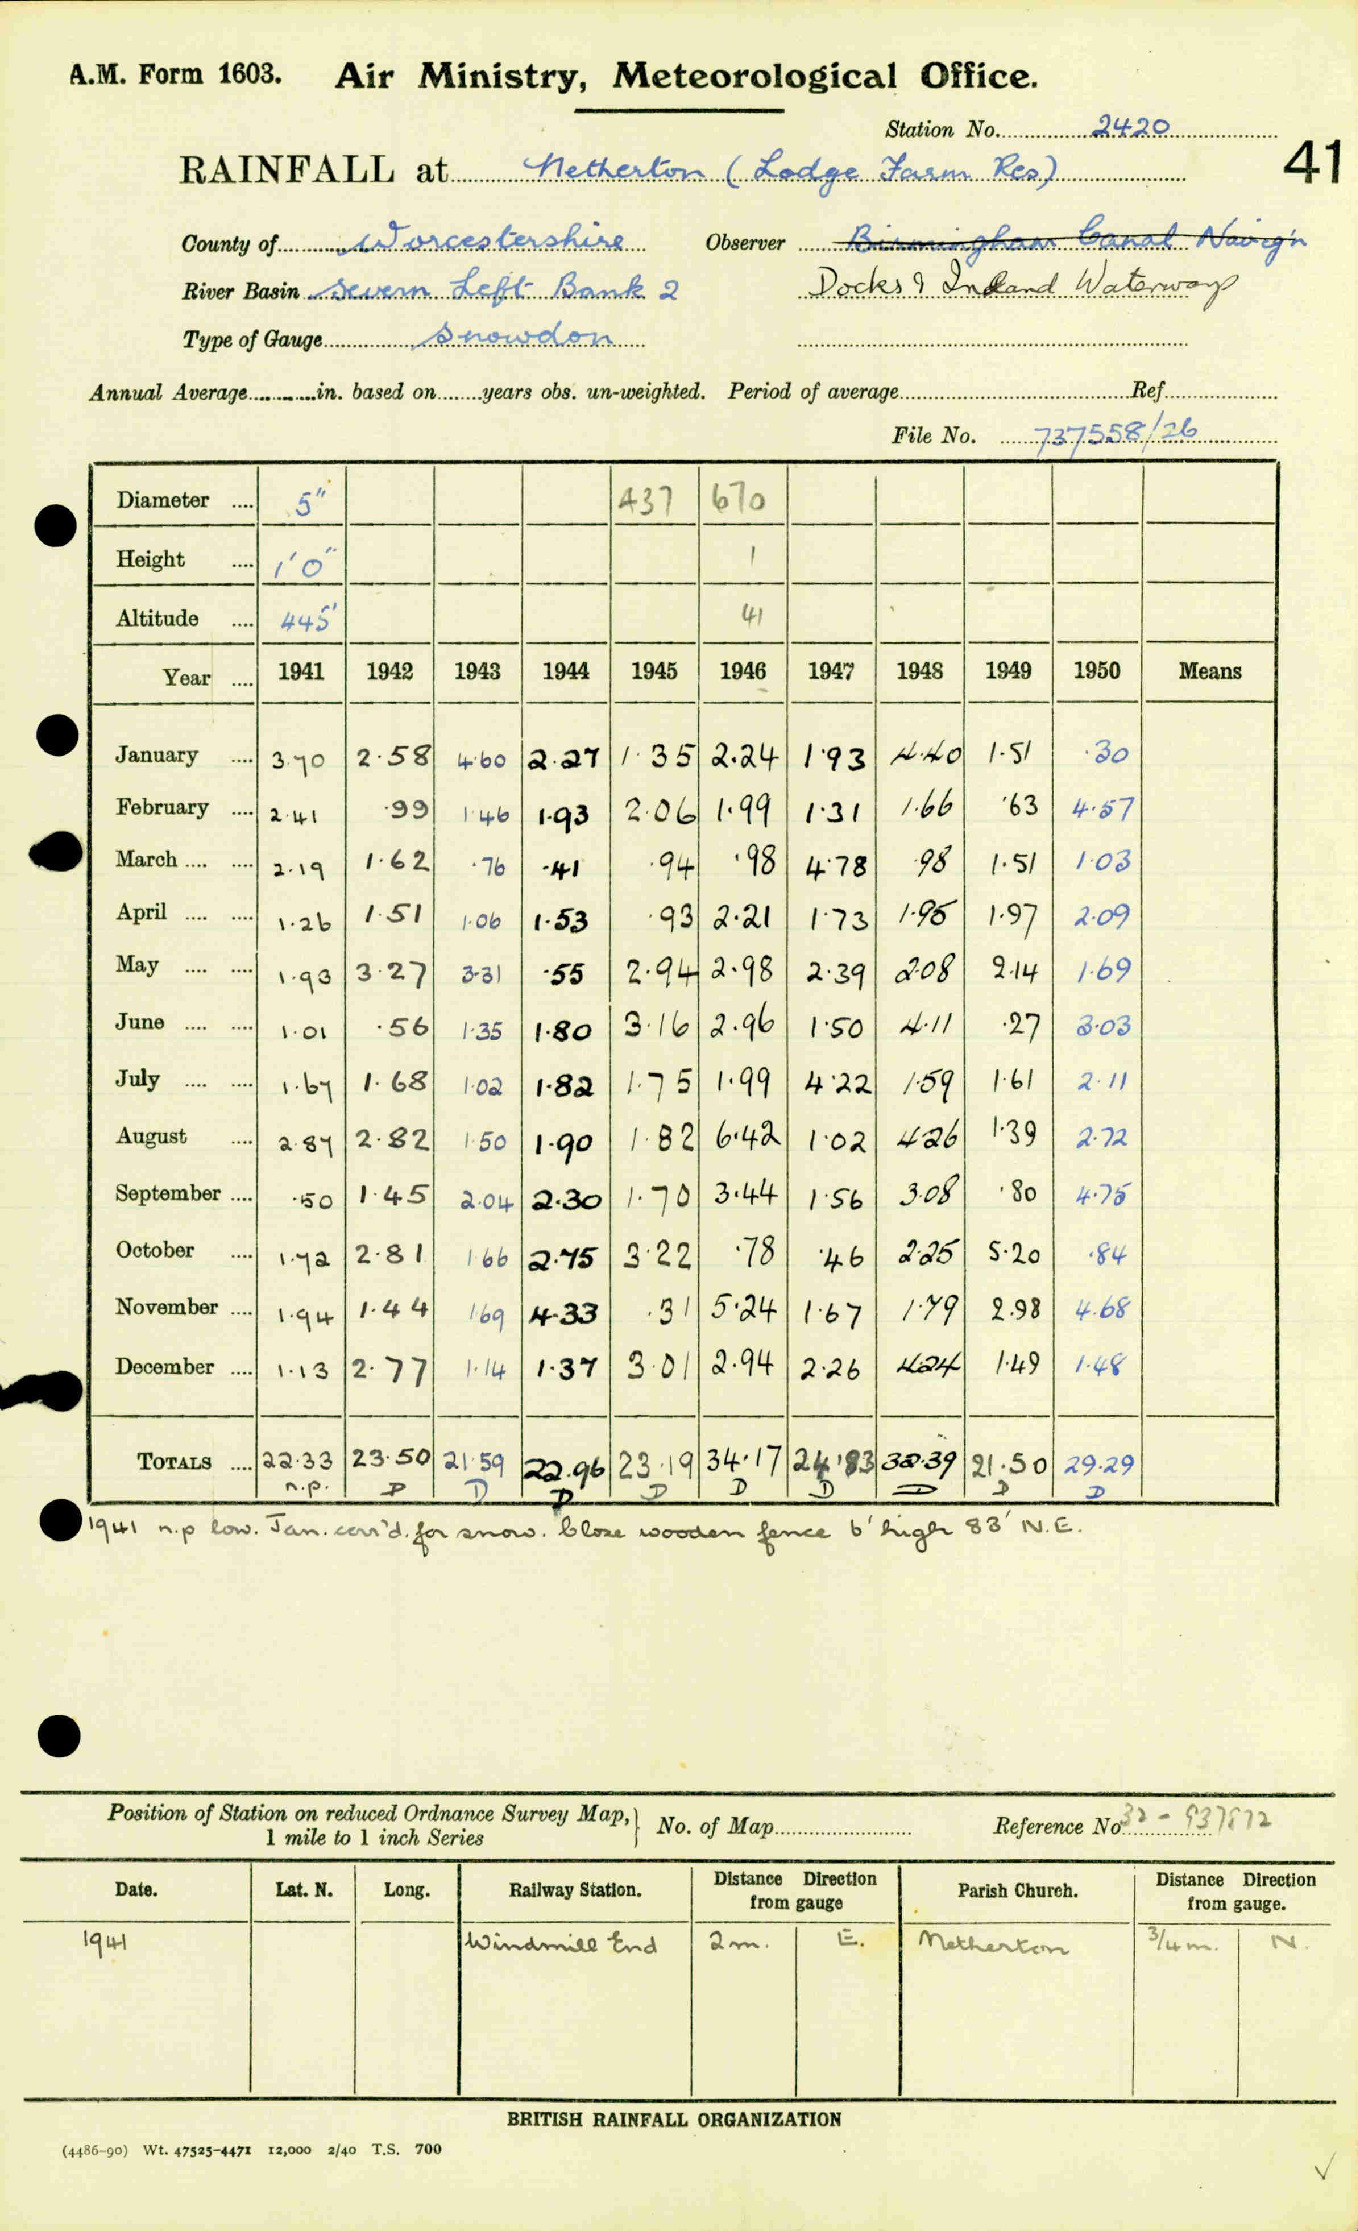 A.M. Form 1603. Air Ministry, Meteorological Office.
Station No. 2420
41
RAINFALL at Netherton (Lodge Farm Res)
County of Worcestershire Observer Birmingham Canal Navig'n
River Basin Severn Left Bank 2 Docks & Inland Waterways
Type of Gauge Snowdon
Annual Average in. based on years obs. un-weighted. Period of average Ref.
File No. 737558/26
Diameter .... 5" 437 670
Height .... 1'0" 1
Altitude .... 445' 41
Year .... 1941 1942 1943 1944 1945 1946 1947 1948 1949 1950 Means
January .... 3.70 2.58 4.60 2.27 1.35 2.24 1.93 4.40 1.51 .30
February .... 2.41 .99 1.46 1.93 2.06 1.99 1.31 1.66 .63 4.57
March .... .... 2.19 1.62 .76 .41 .94 .98 4.78 .98 1.51 1.03
April .... .... 1.26 1.51 1.06 1.53 .93 2.21 1.73 1.95 1.97 2.09
May .... .... 1.93 3.27 3.31 .55 2.94 2.98 2.39 2.08 2.14 1.69
June .... .... 1.01 .56 1.35 1.80 3.16 2.96 1.50 4.11 .27 3.03
July .... .... 1.67 1.68 1.02 1.82 1.75 1.99 4.22 1.59 1.61 2.11
August .... 2.87 2.82 1.50 1.90 1.82 6.42 1.02 4.26 1.39 2.72
September .... .50 1.45 2.04 2.30 1.70 3.44 1.56 3.08 .80 4.75
October .... 1.72 2.81 1.66 2.75 3.22 .78 .46 2.25 5.20 .84
November .... 1.94 1.44 1.69 4.33 .31 5.24 1.67 1.79 2.98 4.68
December .... 1.13 2.77 1.14 1.37 3.01 2.94 2.26 4.24 1.49 1.48
TOTALS .... 22.33 23.50 21.59 22.96 23.19 34.17 24.83 32.39 21.50 29.29
n.p. D D D D D D D D D
1941 n.p low. Jan. corr'd. for snow. Close wooden fence 6' high 83' N.E.
Position of Station on reduced Ordnance Survey Map, No. of Map Reference No 32 - 937872
1 mile to 1 inch Series
Date. Lat. N. Long. Railway Station. Distance from gauge Direction Parish Church. Distance Direction from gauge.
1941 Windmill End 2m. E. Netherton 3/4m. N.
BRITISH RAINFALL ORGANIZATION
(4486-90) Wt. 47525-4471 12,000 2/40 T.S. 700